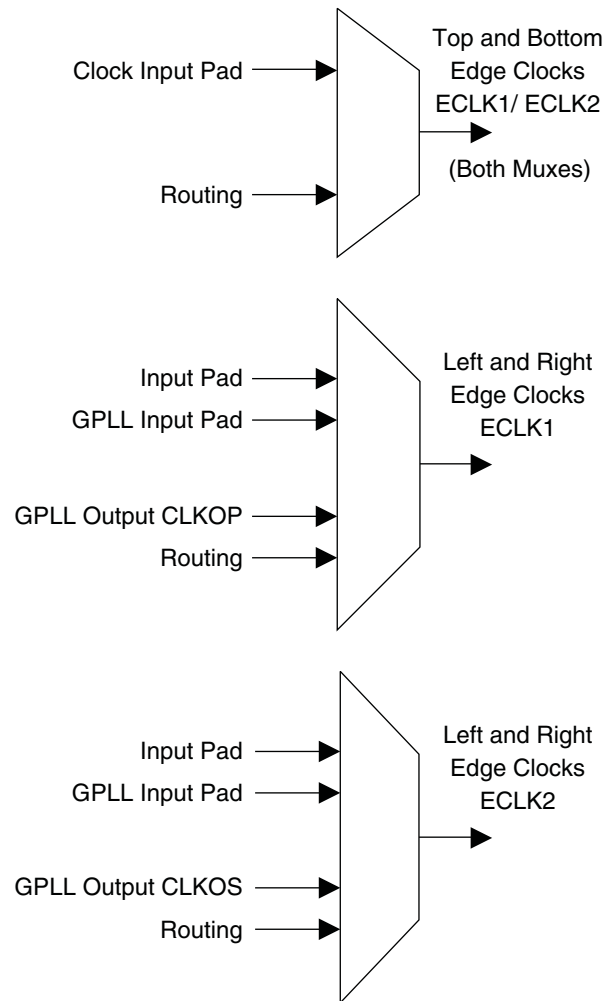 Clock Input Pad
Routing
Top and Bottom
Edge Clocks
ECLK1/ ECLK2
(Both Muxes)
Input Pad
GPLL Input Pad
GPLL Output CLKOP
Routing
Left and Right
Edge Clocks
ECLK1
Input Pad
GPLL Input Pad
GPLL Output CLKOS
Routing
Left and Right
Edge Clocks
ECLK2